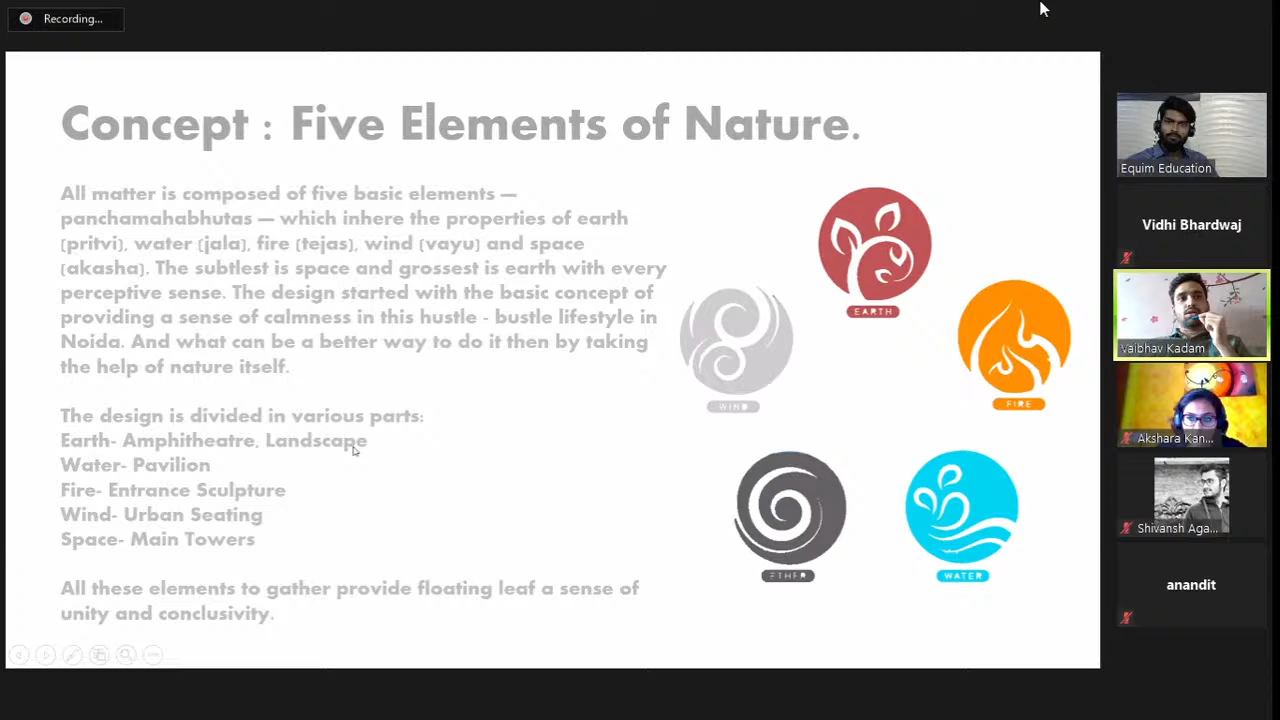 Recording...
Concept : Five Elements of Nature.
All matter is composed of five basic elements —
panchamahabhutas — which inhere the properties of earth
(pritvi), water (jala), fire (tejas), wind (vayu) and space
(akasha). The subtlest is space and grossest is earth with every
perceptive sense. The design started with the basic concept of
providing a sense of calmness in this hustle - bustle lifestyle in
Noida. And what can be a better way to do it then by taking
the help of nature itself.
The design is divided in various parts:
Earth- Amphitheatre, Landscape
Water- Pavilion
Fire- Entrance Sculpture
Wind- Urban Seating
Space- Main Towers
All these elements to gather provide floating leaf a sense of
unity and conclusivity.
EARTH
WIND
FIRE
ETHER
WATER
Equim Education
Vidhi Bhardwaj
Vaibhav Kadam
Akshara Kan...
Shivansh Aga...
anandit